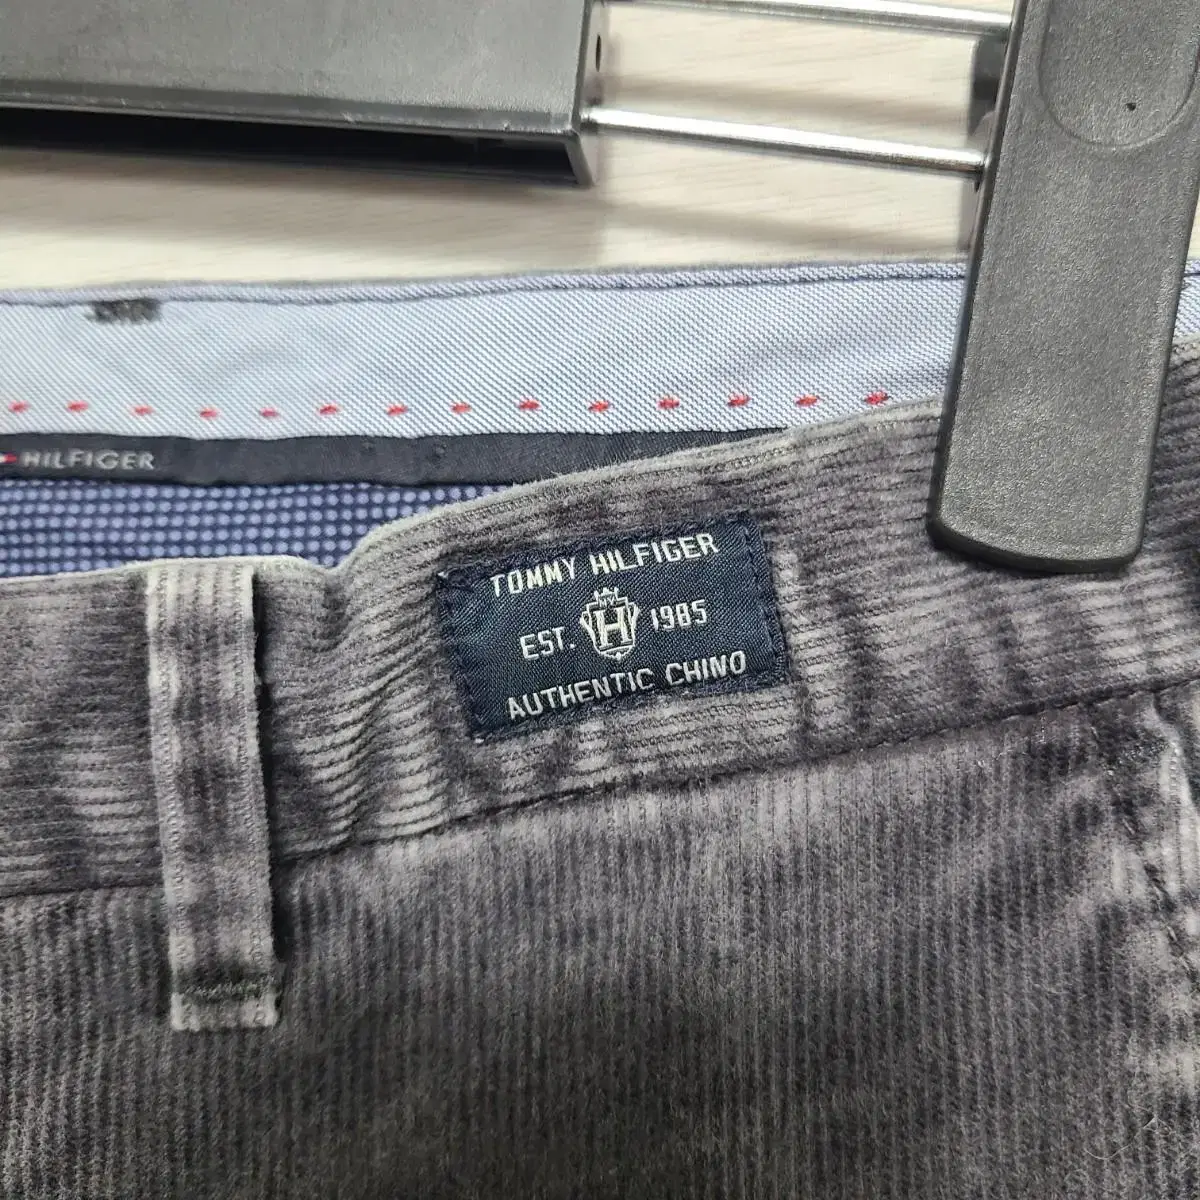 HILFIGER
TOMMY HILFIGER
EST. H 1985
AUTHENTIC CHINO